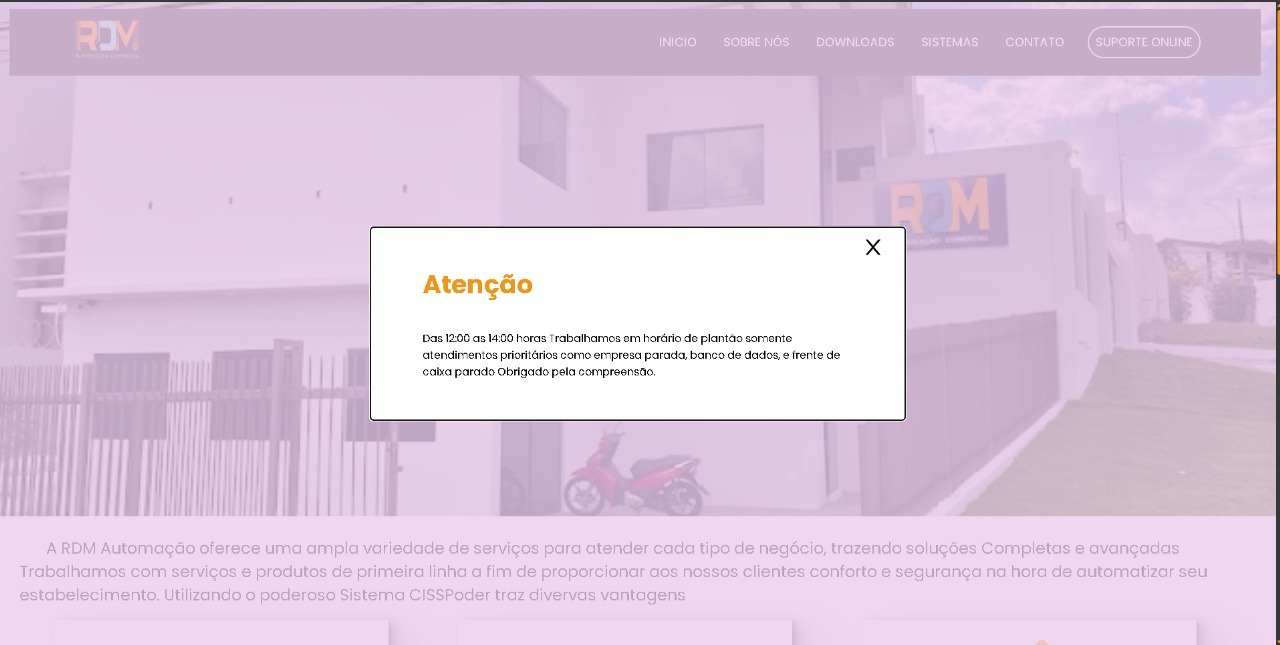 RDM
INICIO SOBRE NÓS DOWNLOADS SISTEMAS CONTATO SUPORTE ONLINE
RDM
X
Atenção
Das 12:00 as 14:00 horas Trabalhamos em horário de plantão somente
atendimentos prioritários como empresa parada, banco de dados, e frente de
caixa parado Obrigado pela compreensão.
A RDM Automação oferece uma ampla variedade de serviços para atender cada tipo de negócio, trazendo soluções Completas e avançadas
Trabalhamos com serviços e produtos de primeira linha a fim de proporcionar aos nossos clientes conforto e segurança na hora de automatizar seu
estabelecimento. Utilizando o poderoso Sistema CISSPoder traz divervas vantagens